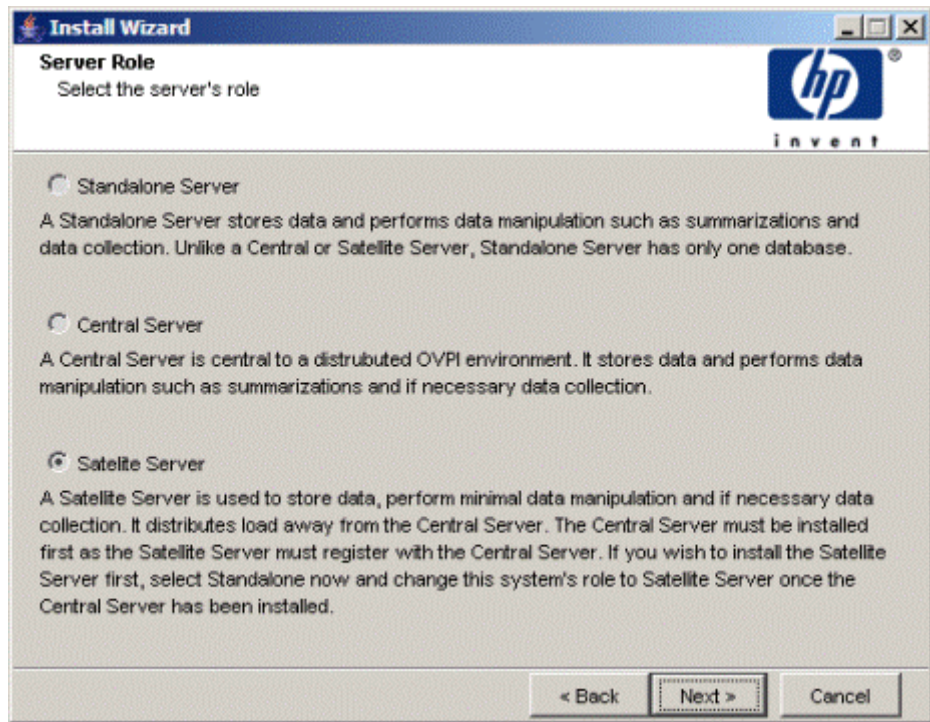 Install Wizard
Server Role
Select the server's role
hp
®
invent
Standalone Server
A Standalone Server stores data and performs data manipulation such as summarizations and
data collection. Unlike a Central or Satellite Server, Standalone Server has only one database.
Central Server
A Central Server is central to a distrubuted OVPI environment. It stores data and performs data
manipulation such as summarizations and if necessary data collection.
Satelite Server
A Satellite Server is used to store data, perform minimal data manipulation and if necessary data
collection. It distributes load away from the Central Server. The Central Server must be installed
first as the Satellite Server must register with the Central Server. If you wish to install the Satellite
Server first, select Standalone now and change this system's role to Satellite Server once the
Central Server has been installed.
< Back Next > Cancel